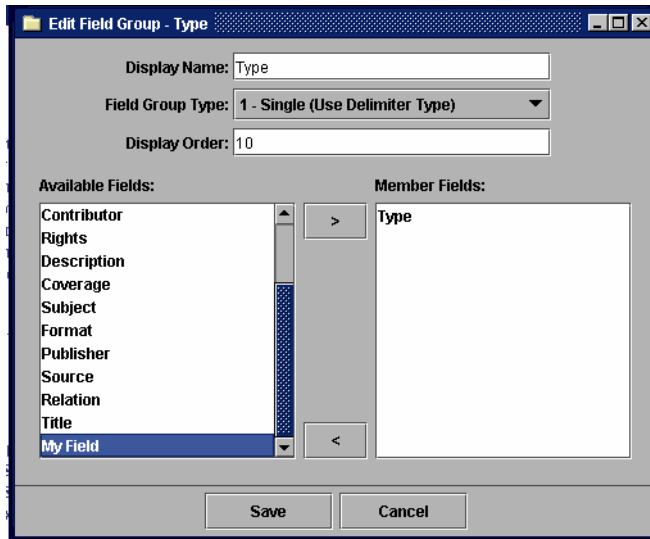 Edit Field Group - Type
Display Name: Type
Field Group Type: 1 - Single (Use Delimiter Type)
Display Order: 10
Available Fields:
Member Fields:
Contributor
Rights
Description
Coverage
Subject
Format
Publisher
Source
Relation
Title
My Field
>
<
Type
Save
Cancel